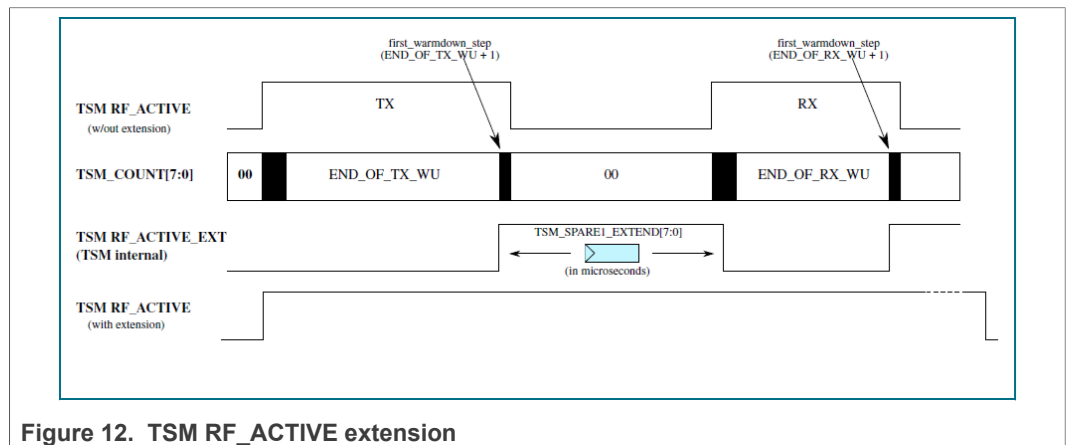 first_warmdown_step
(END_OF_TX_WU + 1)
first_warmdown_step
(END_OF_RX_WU + 1)
TSM RF_ACTIVE
(w/out extension)
TX
RX
TSM_COUNT[7:0]
00
END_OF_TX_WU
00
END_OF_RX_WU
TSM RF_ACTIVE_EXT
(TSM internal)
TSM_SPARE1_EXTEND[7:0]
(in microseconds)
TSM RF_ACTIVE
(with extension)
Figure 12. TSM RF_ACTIVE extension